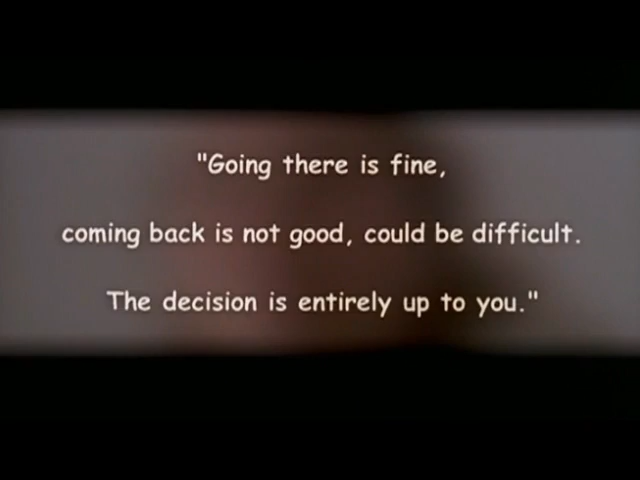 "Going there is fine,
coming back is not good, could be difficult.
The decision is entirely up to you."